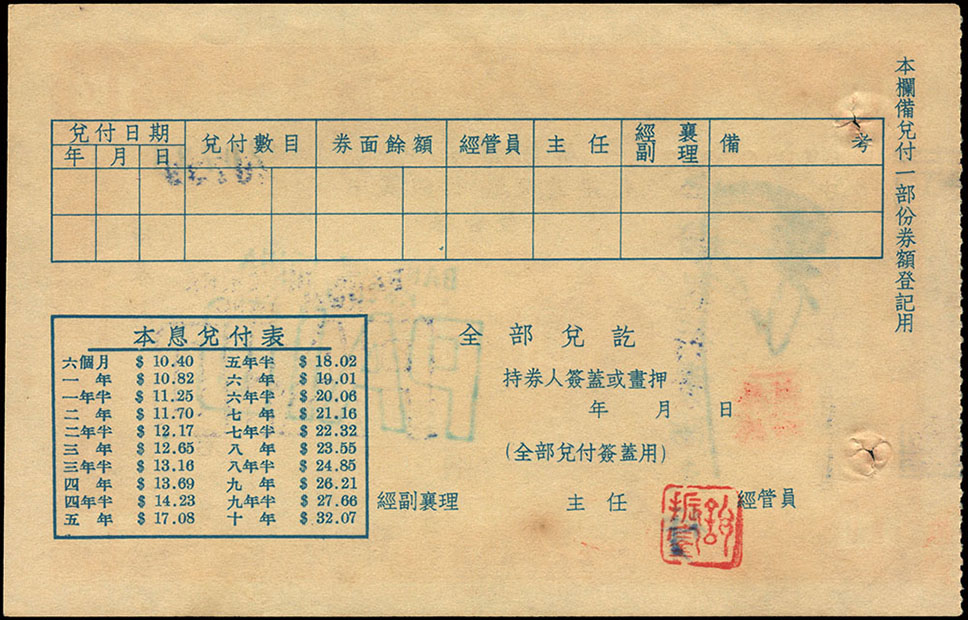 本欄備兌付一部份券額登記用
兌付日期 兌付數目 券面餘額 經管員 主任 經副襄理 備考
年 月 日
本息兌付表
六個月 $ 10.40 五年半 $ 18.02
一年 $ 10.82 六年 $ 19.01
一年半 $ 11.25 六年半 $ 20.06
二年 $ 11.70 七年 $ 21.16
二年半 $ 12.17 七年半 $ 22.32
三年 $ 12.65 八年 $ 23.55
三年半 $ 13.16 八年半 $ 24.85
四年 $ 13.69 九年 $ 26.21
四年半 $ 14.23 九年半 $ 27.66
五年 $ 17.08 十年 $ 32.07
全部兌訖
持券人簽蓋或畫押
年 月 日
(全部兌付簽蓋用)
經副襄理 主任 經管員